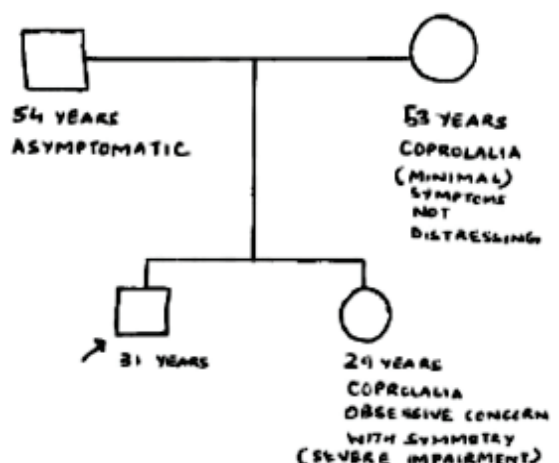 54 YEARS
ASYMPTOMATIC
53 YEARS
COPROLALIA
(MINIMAL)
SYMPTOMS
NOT
DISTRESSING
31 YEARS
29 YEARS
COPROLALIA
OBSESSIVE CONCERN
WITH SYMMETRY
(SEVERE IMPAIRMENT)